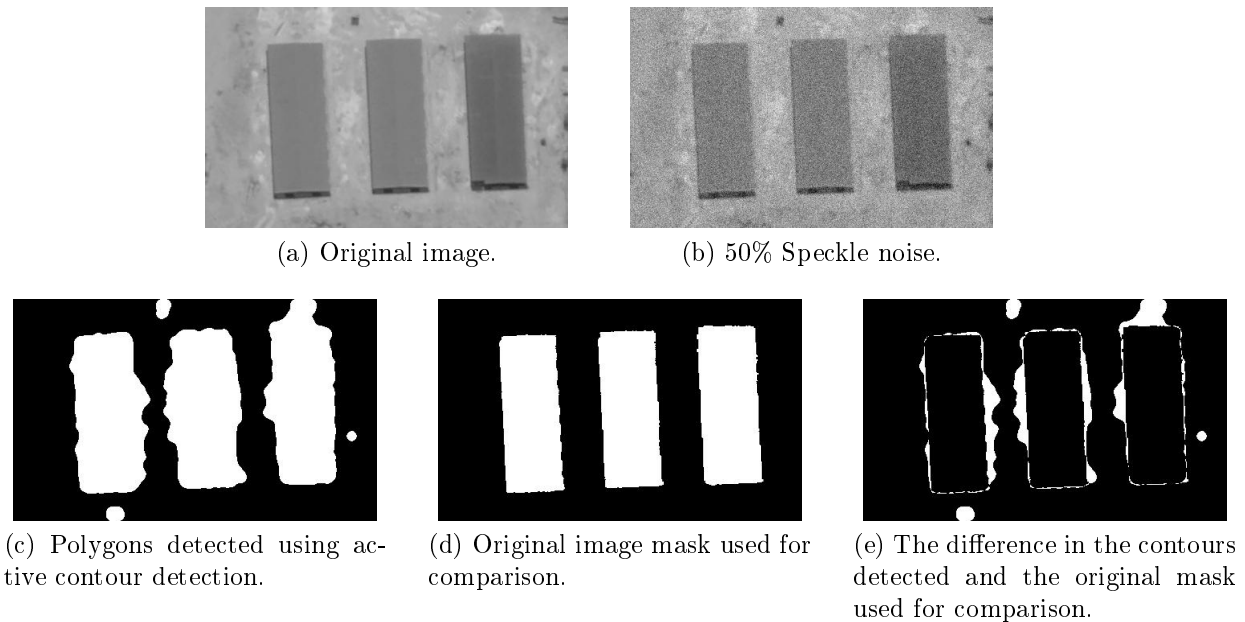 (a) Original image.
(b) 50% Speckle noise.
(c) Polygons detected using ac-
tive contour detection.
(d) Original image mask used for
comparison.
(e) The difference in the contours
detected and the original mask
used for comparison.